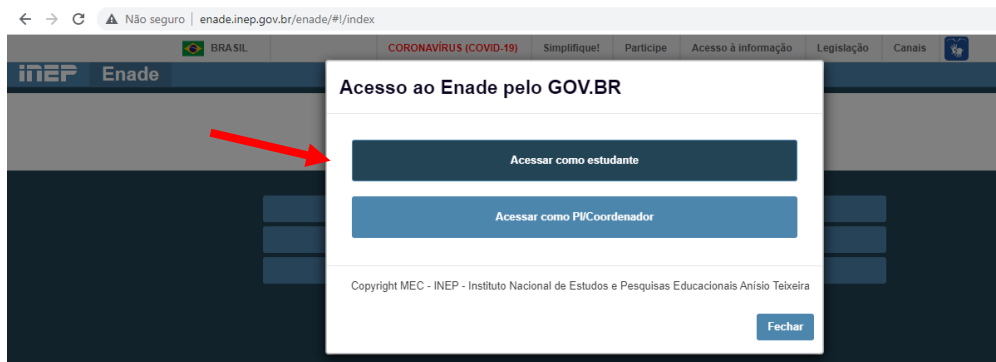 Não seguro | enade.inep.gov.br/enade/#!/index
BRASIL CORONAVÍRUS (COVID-19) Simplifique! Participe Acesso à informação Legislação Canais
inep Enade
Acesso ao Enade pelo GOV.BR
Acessar como estudante
Acessar como PI/Coordenador
Copyright MEC - INEP - Instituto Nacional de Estudos e Pesquisas Educacionais Anísio Teixeira
Fechar